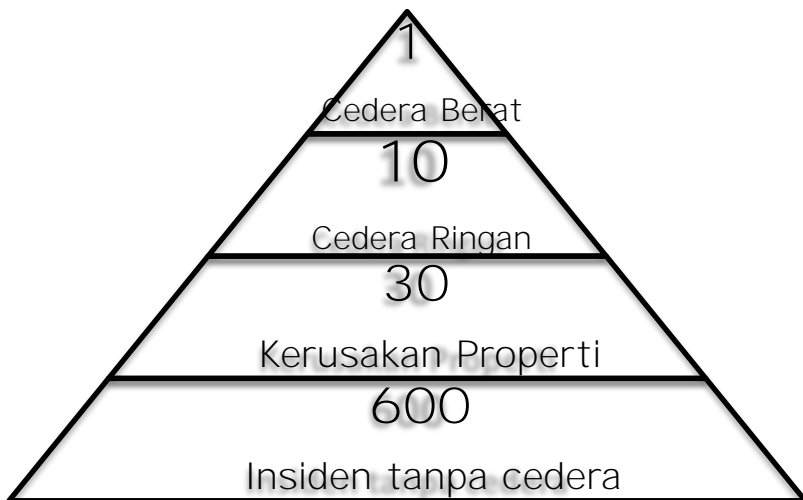 1
Cedera Berat
10
Cedera Ringan
30
Kerusakan Properti
600
Insiden tanpa cedera